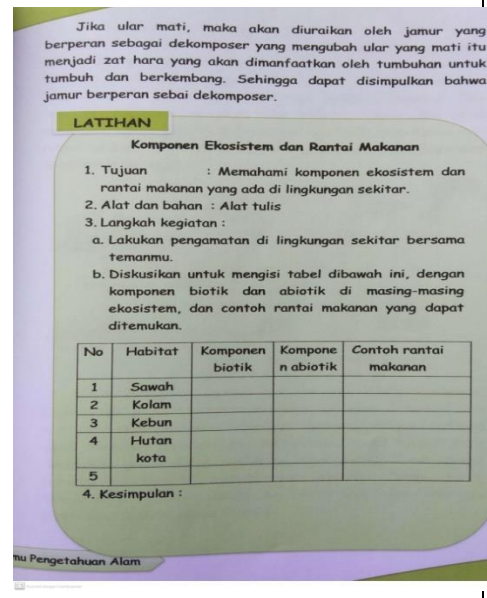 Jika ular mati, maka akan diuraikan oleh jamur yang
berperan sebagai dekomposer yang mengubah ular yang mati itu
menjadi zat hara yang akan dimanfaatkan oleh tumbuhan untuk
tumbuh dan berkembang. Sehingga dapat disimpulkan bahwa
jamur berperan sebai dekomposer.
LATIHAN
Komponen Ekosistem dan Rantai Makanan
1. Tujuan : Memahami komponen ekosistem dan
rantai makanan yang ada di lingkungan sekitar.
2. Alat dan bahan : Alat tulis
3. Langkah kegiatan :
a. Lakukan pengamatan di lingkungan sekitar bersama
temanmu.
b. Diskusikan untuk mengisi tabel dibawah ini, dengan
komponen biotik dan abiotik di masing-masing
ekosistem, dan contoh rantai makanan yang dapat
ditemukan.
No Habitat Komponen Kompone Contoh rantai
biotik n abiotik makanan
1 Sawah
2 Kolam
3 Kebun
4 Hutan
kota
5
4. Kesimpulan :
mu Pengetahuan Alam